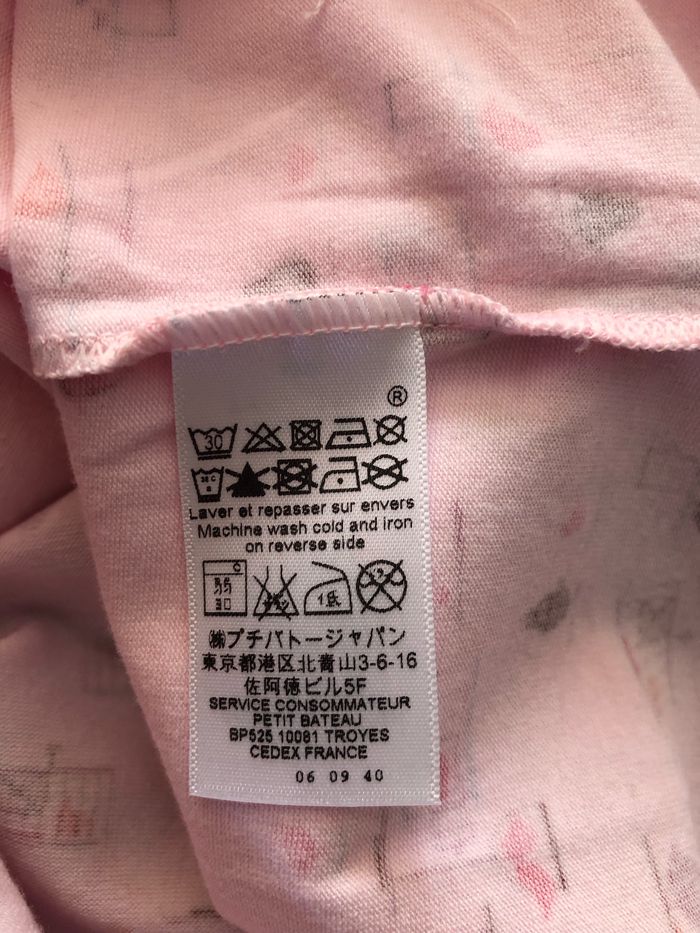 ®
30
30 C
Laver et repasser sur envers
Machine wash cold and iron
on reverse side
C
30
㈱プチバトージャパン
東京都港区北青山3-6-16
佐阿徳ビル5F
SERVICE CONSOMMATEUR
PETIT BATEAU
BP525 10081 TROYES
CEDEX FRANCE
06 09 40